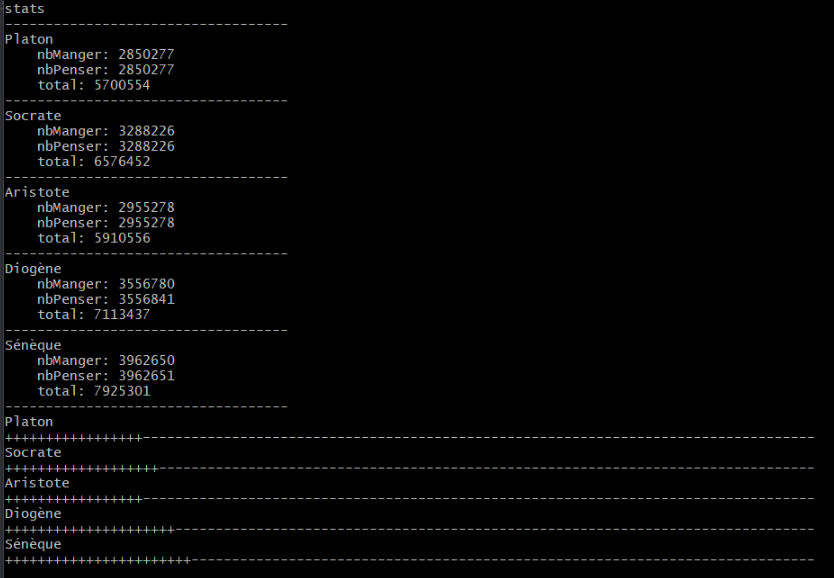 stats
-----------------------------------
Platon
    nbManger: 2850277
    nbPenser: 2850277
    total: 5700554
-----------------------------------
Socrate
    nbManger: 3288226
    nbPenser: 3288226
    total: 6576452
-----------------------------------
Aristote
    nbManger: 2955278
    nbPenser: 2955278
    total: 5910556
-----------------------------------
Diogène
    nbManger: 3556780
    nbPenser: 3556841
    total: 7113437
-----------------------------------
Sénèque
    nbManger: 3962650
    nbPenser: 3962651
    total: 7925301
-----------------------------------
Platon
+++++++++++++++++-----------------------------------------------------------------------------------
Socrate
+++++++++++++++++++---------------------------------------------------------------------------------
Aristote
+++++++++++++++++-----------------------------------------------------------------------------------
Diogène
+++++++++++++++++++++-------------------------------------------------------------------------------
Sénèque
+++++++++++++++++++++++-----------------------------------------------------------------------------